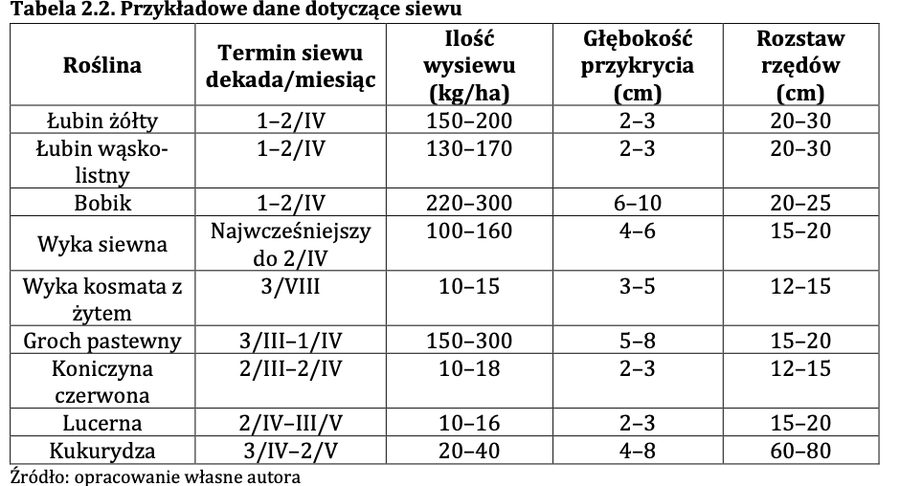 Tabela 2.2. Przykładowe dane dotyczące siewu
Roślina
Termin siewu
dekada/miesiąc
Ilość
wysiewu
(kg/ha)
Głębokość
przykrycia
(cm)
Rozstaw
rzędów
(cm)
Łubin żółty 1–2/IV 150–200 2–3 20–30
Łubin wąsko-
listny
1–2/IV 130–170 2–3 20–30
Bobik 1–2/IV 220–300 6–10 20–25
Wyka siewna
Najwcześniejszy
do 2/IV
100–160 4–6 15–20
Wyka kosmata z
żytem
3/VIII 10–15 3–5 12–15
Groch pastewny 3/III–1/IV 150–300 5–8 15–20
Koniczyna
czerwona
2/III–2/IV 10–18 2–3 12–15
Lucerna 2/IV–III/V 10–16 2–3 15–20
Kukurydza 3/IV–2/V 20–40 4–8 60–80
Źródło: opracowanie własne autora